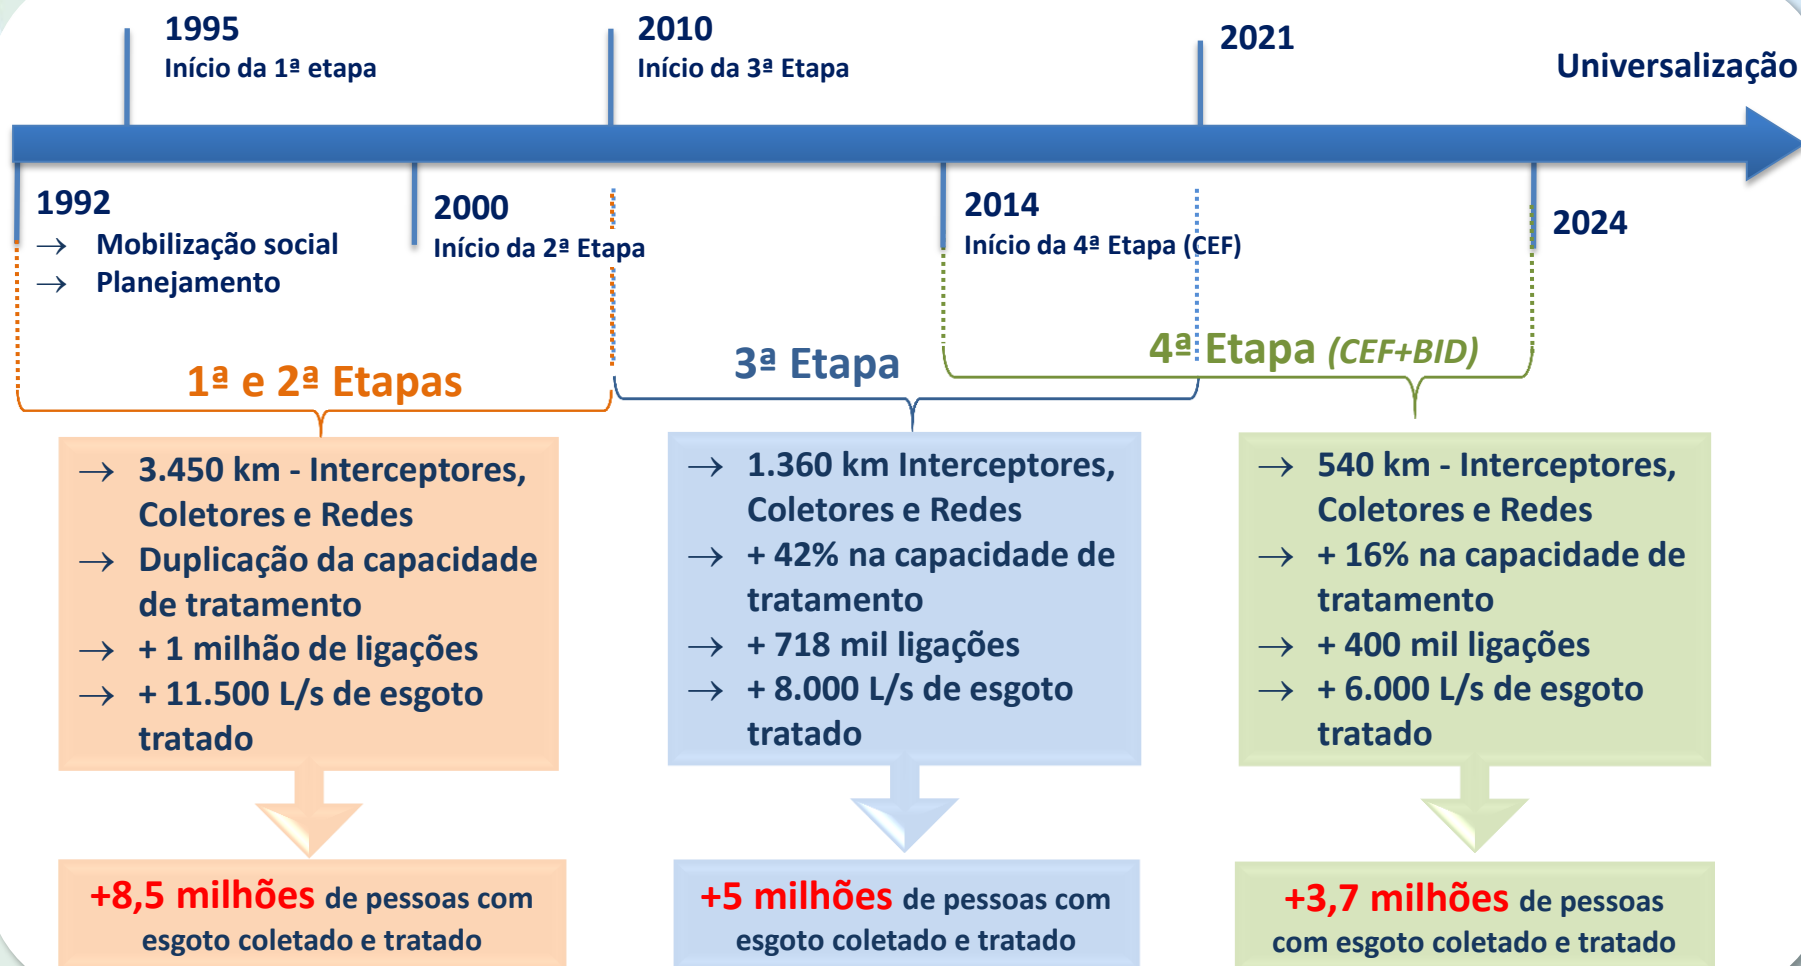 1995
Início da 1ª etapa
2010
Início da 3ª Etapa
2021
Universalização
1992
→ Mobilização social
→ Planejamento
2000
Início da 2ª Etapa
2014
Início da 4ª Etapa (CEF)
2024
1ª e 2ª Etapas
3ª Etapa
4ª Etapa (CEF+BID)
→ 3.450 km - Interceptores,
Coletores e Redes
→ Duplicação da capacidade
de tratamento
→ + 1 milhão de ligações
→ + 11.500 L/s de esgoto
tratado
→ 1.360 km Interceptores,
Coletores e Redes
→ + 42% na capacidade de
tratamento
→ + 718 mil ligações
→ + 8.000 L/s de esgoto
tratado
→ 540 km - Interceptores,
Coletores e Redes
→ + 16% na capacidade de
tratamento
→ + 400 mil ligações
→ + 6.000 L/s de esgoto
tratado
+8,5 milhões de pessoas com
esgoto coletado e tratado
+5 milhões de pessoas com
esgoto coletado e tratado
+3,7 milhões de pessoas
com esgoto coletado e tratado